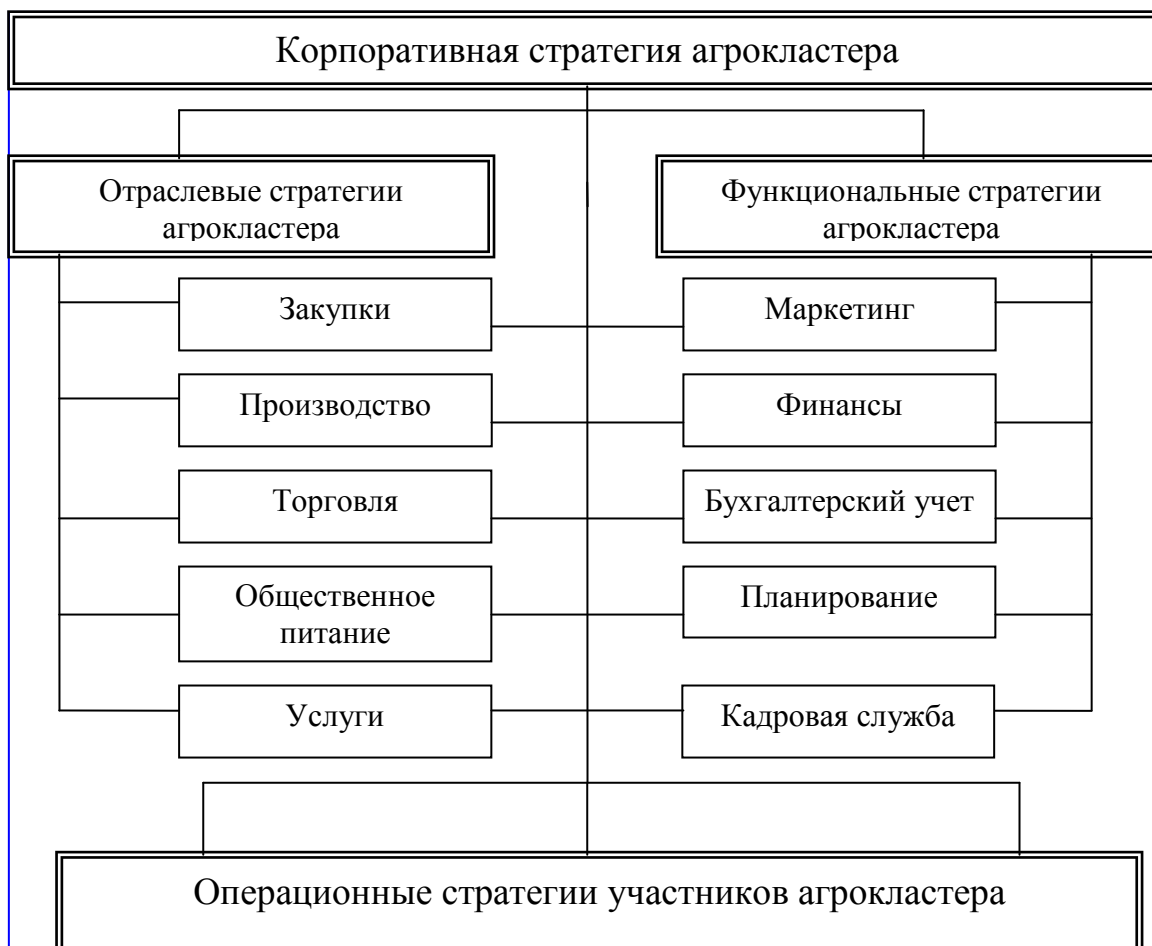 Корпоративная стратегия агрокластера
Отраслевые стратегии
агрокластера
Функциональные стратегии
агрокластера
Закупки
Маркетинг
Производство
Финансы
Торговля
Бухгалтерский учет
Общественное
питание
Планирование
Услуги
Кадровая служба
Операционные стратегии участников агрокластера